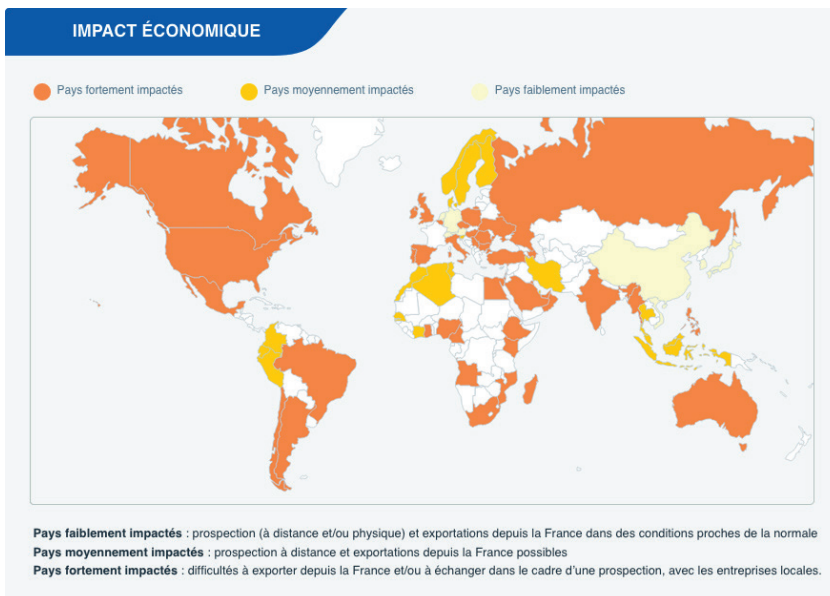 IMPACT ÉCONOMIQUE
Pays fortement impactés
Pays moyennement impactés
Pays faiblement impactés
Pays faiblement impactés : prospection (à distance et/ou physique) et exportations depuis la France dans des conditions proches de la normale
Pays moyennement impactés : prospection à distance et exportations depuis la France possibles
Pays fortement impactés : difficultés à exporter depuis la France et/ou à échanger dans le cadre d'une prospection, avec les entreprises locales.